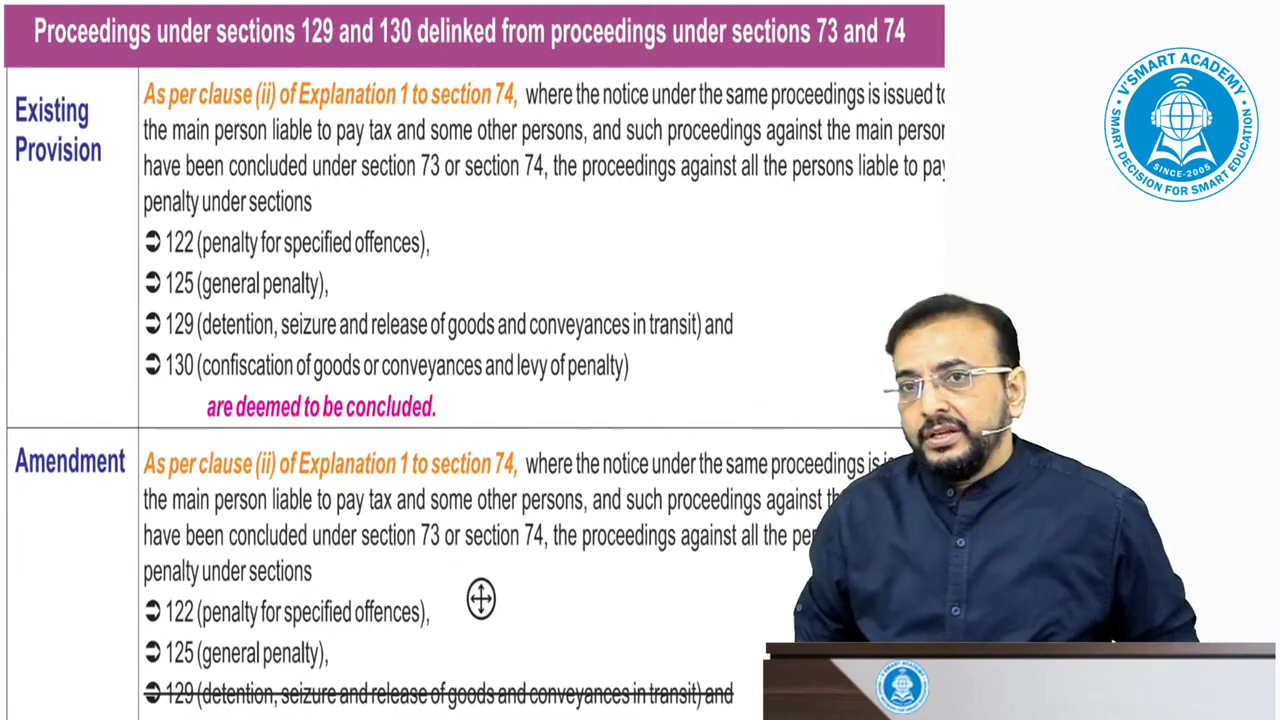 Proceedings under sections 129 and 130 delinked from proceedings under sections 73 and 74
Existing
Provision
As per clause (ii) of Explanation 1 to section 74, where the notice under the same proceedings is issued to
the main person liable to pay tax and some other persons, and such proceedings against the main person
have been concluded under section 73 or section 74, the proceedings against all the persons liable to pay
penalty under sections
➲ 122 (penalty for specified offences),
➲ 125 (general penalty),
➲ 129 (detention, seizure and release of goods and conveyances in transit) and
➲ 130 (confiscation of goods or conveyances and levy of penalty)
are deemed to be concluded.
Amendment
As per clause (ii) of Explanation 1 to section 74, where the notice under the same proceedings is
the main person liable to pay tax and some other persons, and such proceedings against
have been concluded under section 73 or section 74, the proceedings against all the
penalty under sections
➲ 122 (penalty for specified offences),
➲ 125 (general penalty),
➲ 129 (detention, seizure and release of goods and conveyances in transit) and
V'SMART ACADEMY
SINCE-2005
SMART DECISION FOR SMART EDUCATION